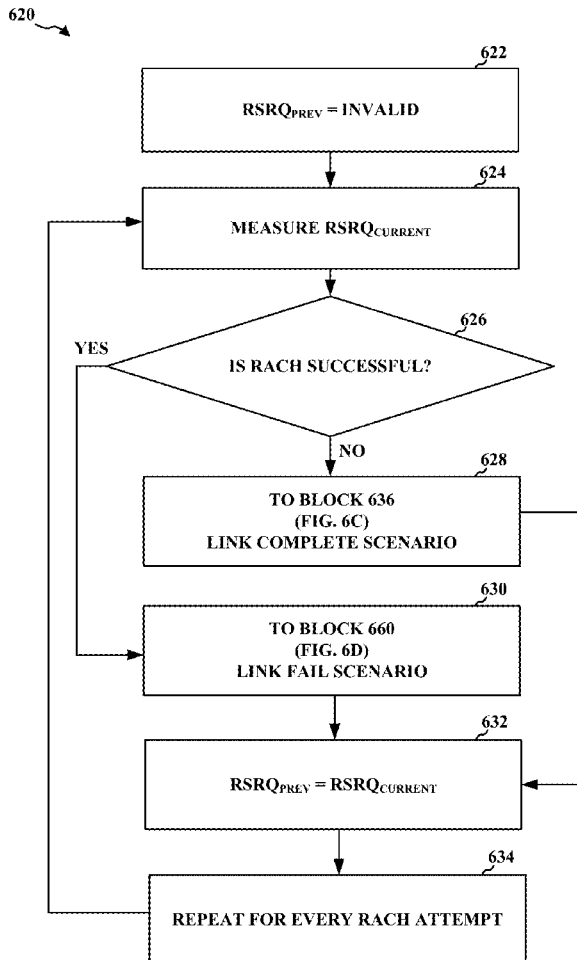 620
622
RSRQPREV = INVALID
624
MEASURE RSRQCURRENT
626
YES
IS RACH SUCCESSFUL?
NO
628
TO BLOCK 636
(FIG. 6C)
LINK COMPLETE SCENARIO
630
TO BLOCK 660
(FIG. 6D)
LINK FAIL SCENARIO
632
RSRQPREV = RSRQCURRENT
634
REPEAT FOR EVERY RACH ATTEMPT